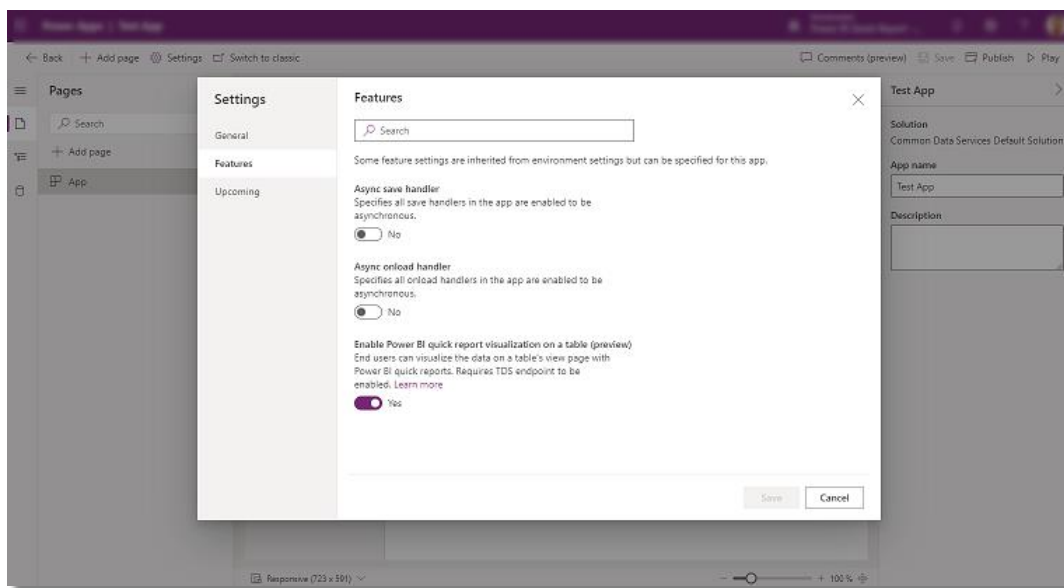 Power Apps | Test App
Back
Add page
Settings
Switch to classic
Comments (preview)
Save
Publish
Play
Pages
Search
Add page
App
Settings
General
Features
Upcoming
Features
Search
Some feature settings are inherited from environment settings but can be specified for this app.
Async save handler
Specifies all save handlers in the app are enabled to be
asynchronous.
No
Async onload handler
Specifies all onload handlers in the app are enabled to be
asynchronous.
No
Enable Power BI quick report visualization on a table (preview)
End users can visualize the data on a table's view page with
Power BI quick reports. Requires TDS endpoint to be
enabled. Learn more
Yes
Save
Cancel
Test App
Solution
Common Data Services Default Solution
App name
Test App
Description
Responsive (723 x 591)
100 %